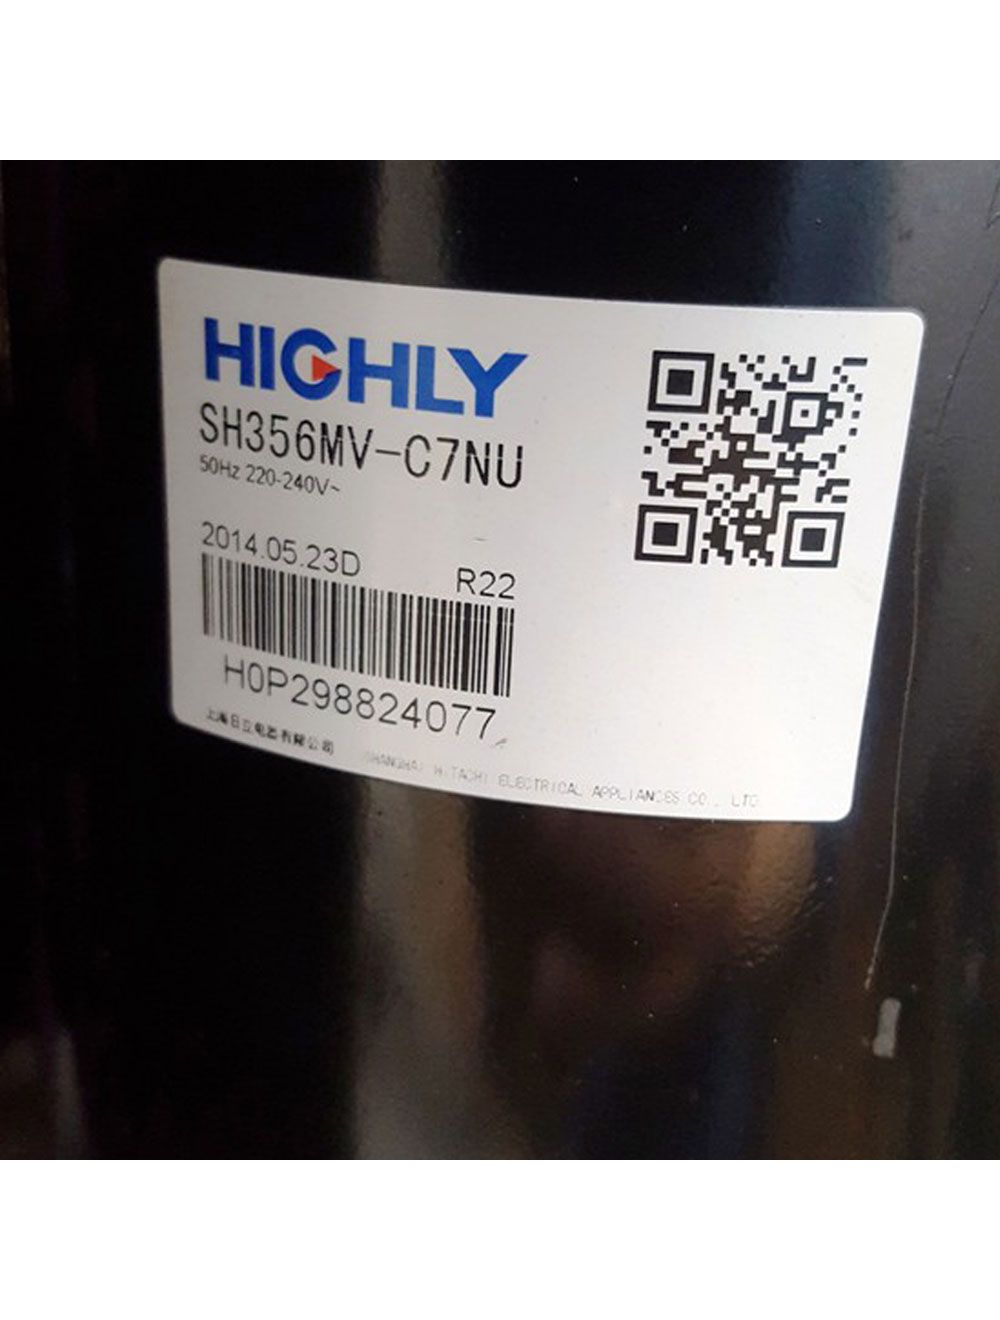 HIGHLY
SH356MV-C7NU
50Hz 220-240V~
2014.05.23D
R22
H0P298824077
上海日立电器有限公司
SHANGHAI HITACHI ELECTRICAL APPLIANCES CO., LTD